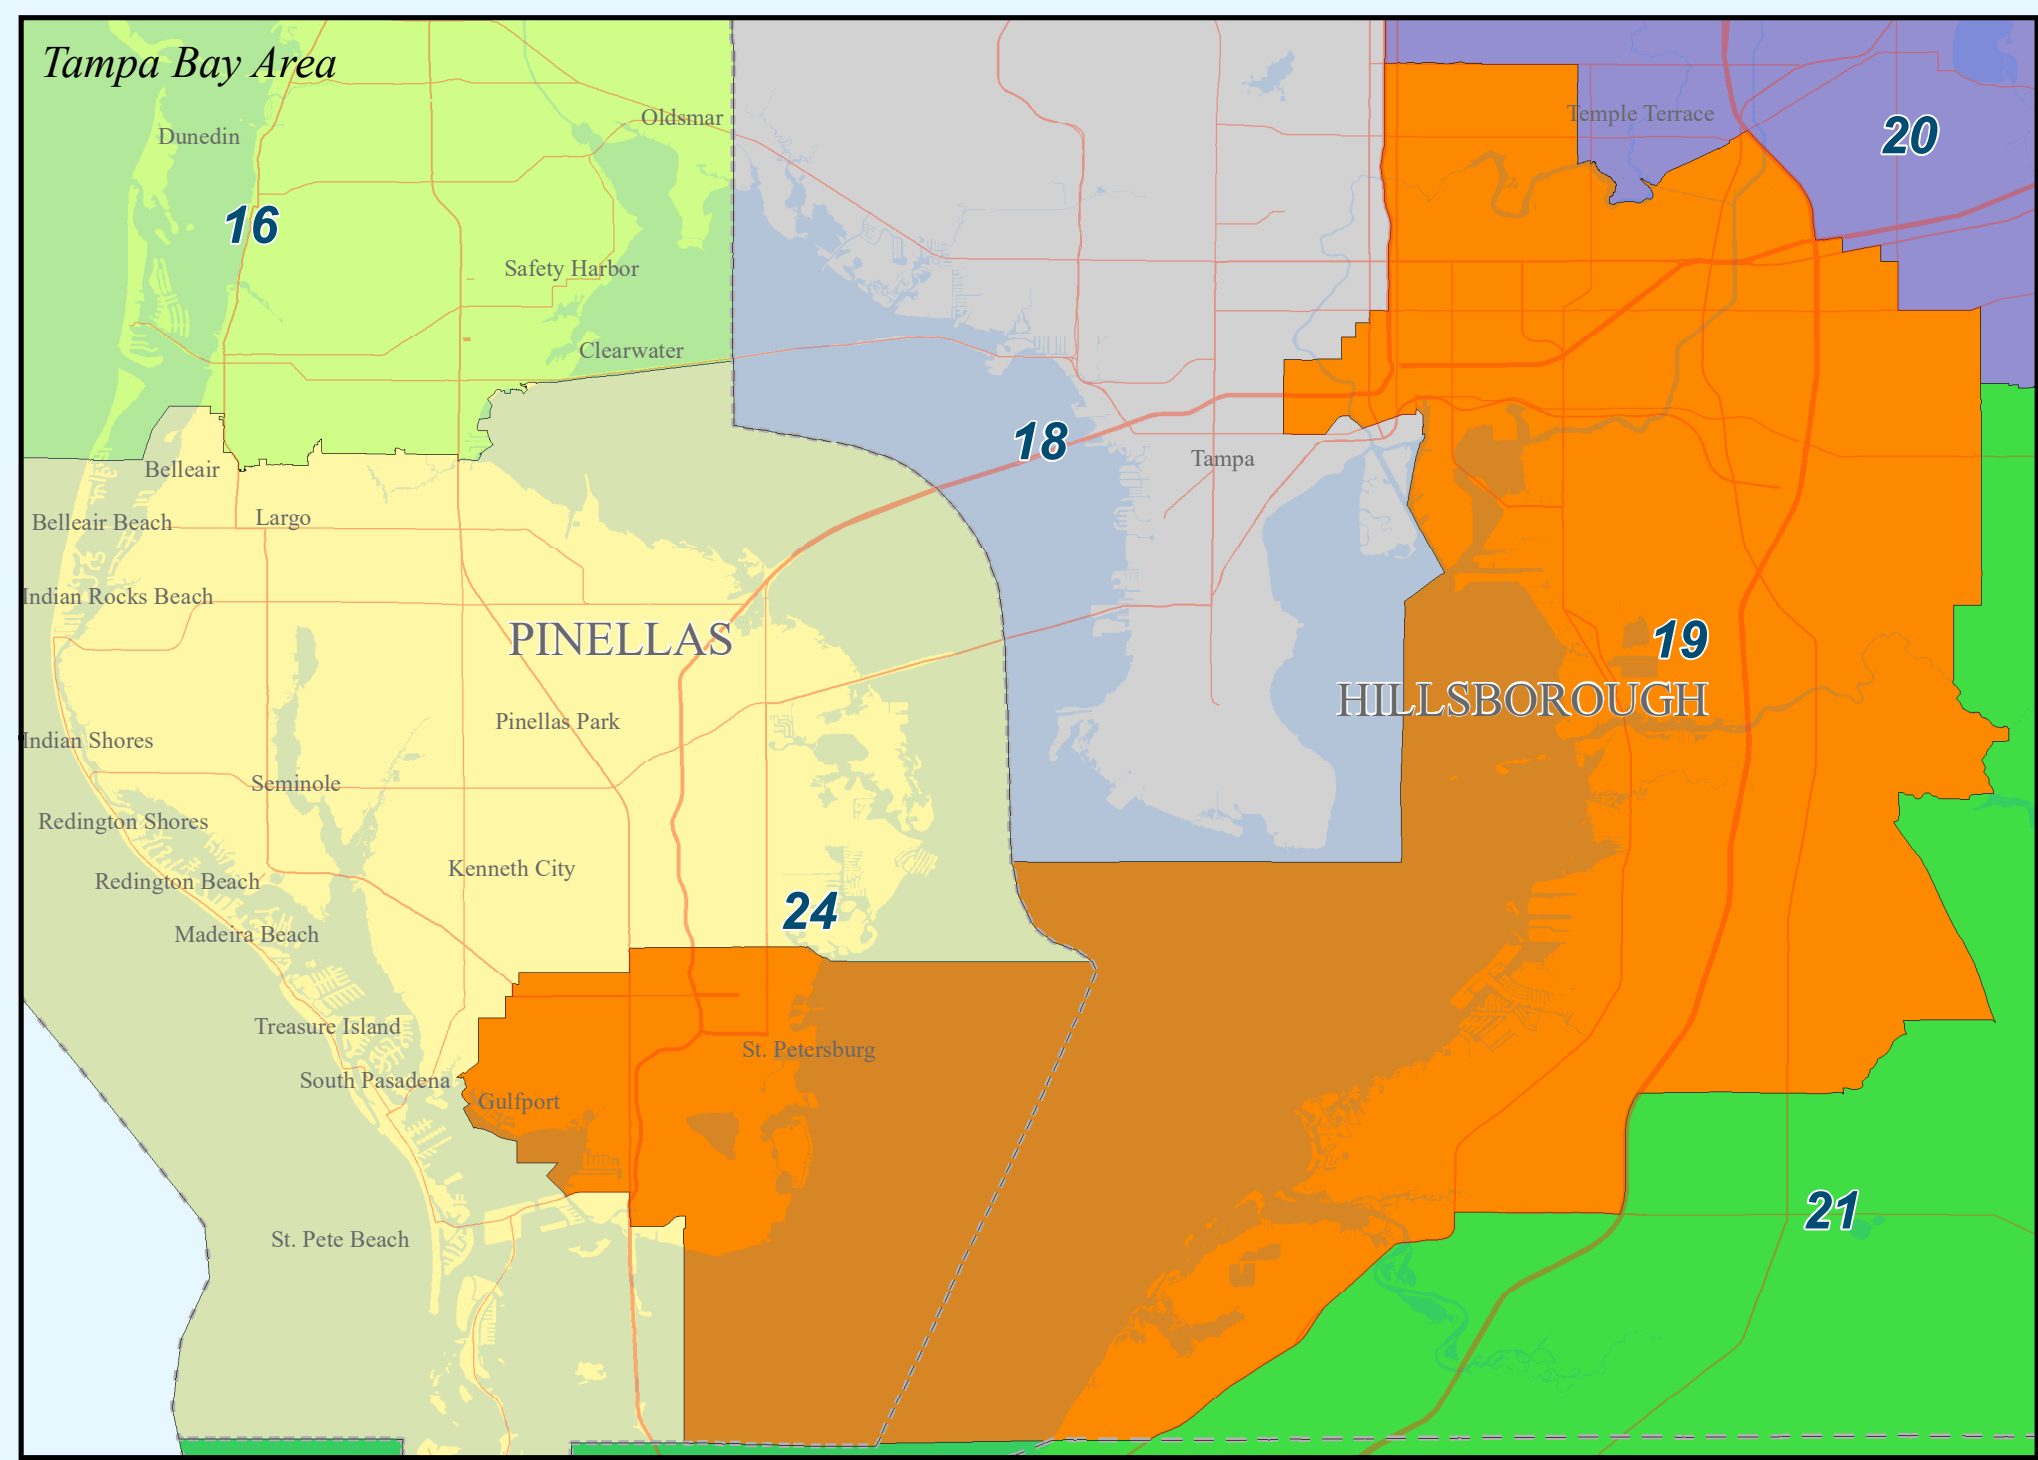 Tampa Bay Area
Oldsmar
Temple Terrace
Dunedin
20
16
Safety Harbor
Clearwater
18
Tampa
Belleair
Largo
Belleair Beach
Indian Rocks Beach
PINELLAS
19
HILLSBOROUGH
Pinellas Park
Indian Shores
Seminole
Redington Shores
Kenneth City
Redington Beach
24
Madeira Beach
Treasure Island
St. Petersburg
South Pasadena
Gulfport
21
St. Pete Beach